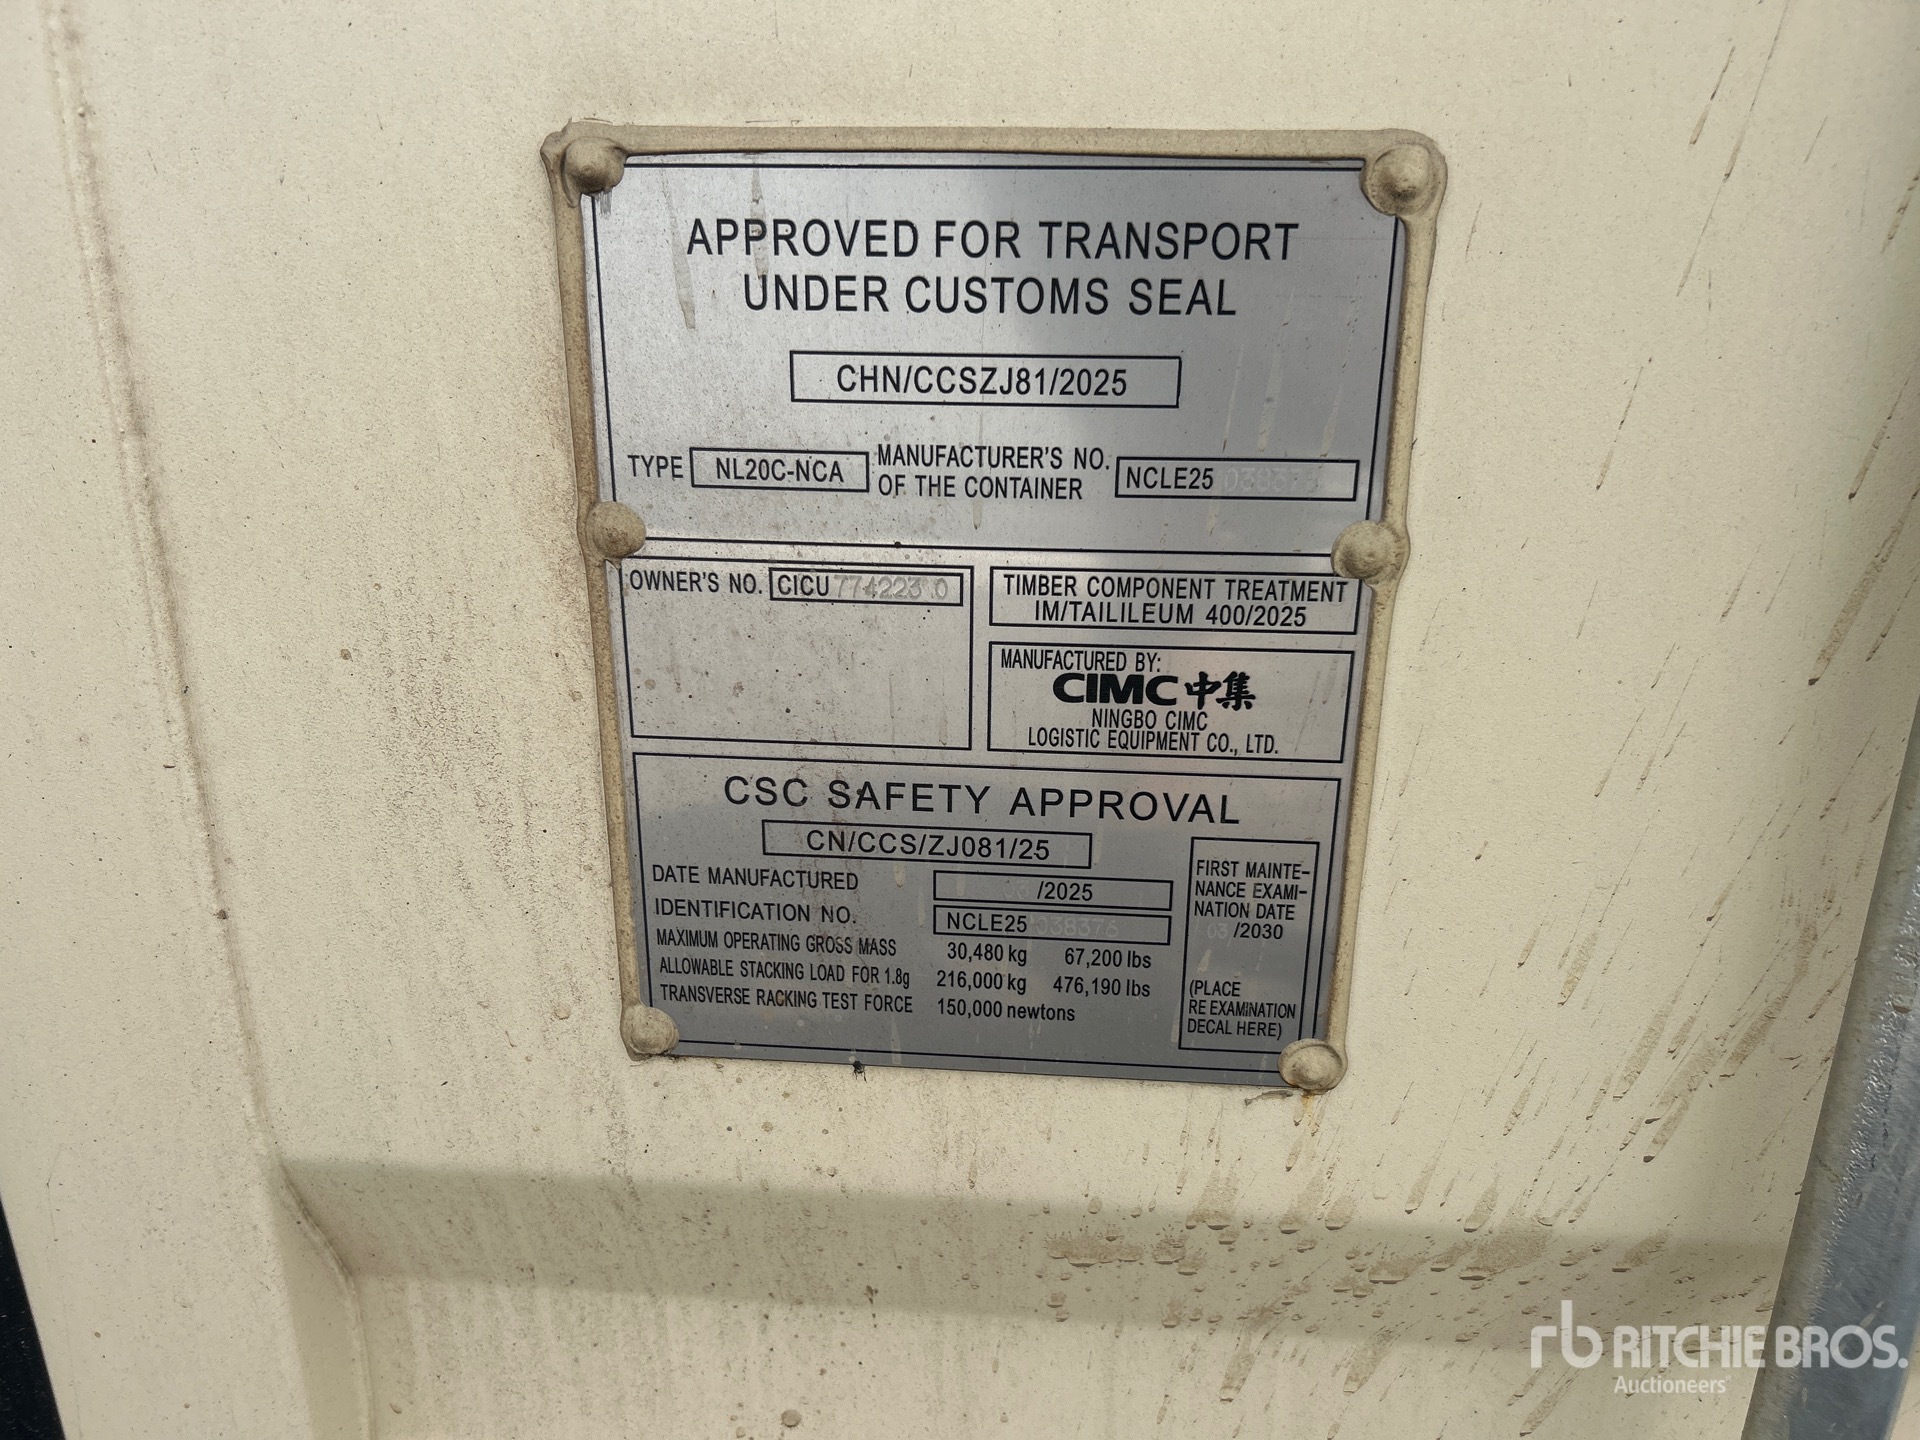 APPROVED FOR TRANSPORT
UNDER CUSTOMS SEAL
CHN/CCSZJ81/2025
TYPE NL20C-NCA MANUFACTURER'S NO.
OF THE CONTAINER NCLE25
OWNER'S NO. CICU 774223 0
TIMBER COMPONENT TREATMENT
IM/TAILILEUM 400/2025
MANUFACTURED BY:
CIMC 中集
NINGBO CIMC
LOGISTIC EQUIPMENT CO., LTD.
CSC SAFETY APPROVAL
CN/CCS/ZJ081/25
DATE MANUFACTURED /2025
IDENTIFICATION NO. NCLE25 038376
MAXIMUM OPERATING GROSS MASS 30,480 kg 67,200 lbs
ALLOWABLE STACKING LOAD FOR 1.8g 216,000 kg 476,190 lbs
TRANSVERSE RACKING TEST FORCE 150,000 newtons
FIRST MAINTE-
NANCE EXAMI-
NATION DATE
03 /2030
(PLACE
RE EXAMINATION
DECAL HERE)
rb RITCHIE BROS.
Auctioneers